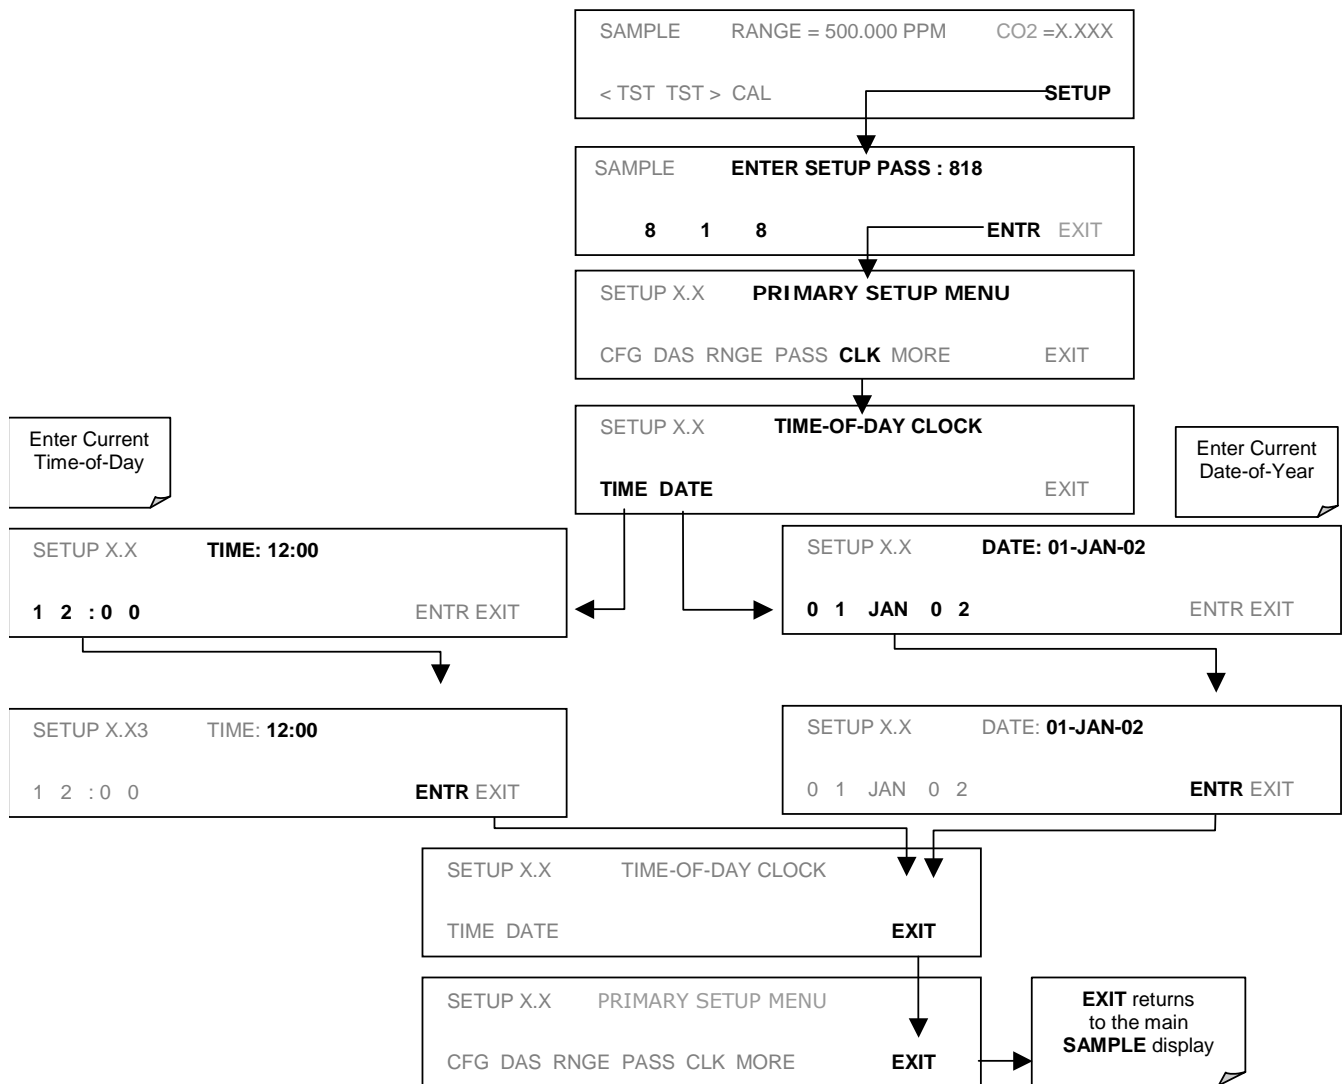 SAMPLE RANGE = 500.000 PPM CO2 =X.XXX
< TST TST > CAL SETUP
SAMPLE ENTER SETUP PASS : 818
8 1 8 ENTR EXIT
SETUP X.X PRIMARY SETUP MENU
CFG DAS RNGE PASS CLK MORE EXIT
Enter Current
Time-of-Day
SETUP X.X TIME-OF-DAY CLOCK
TIME DATE EXIT
Enter Current
Date-of-Year
SETUP X.X TIME: 12:00
1 2 :0 0 ENTR EXIT
SETUP X.X DATE: 01-JAN-02
0 1 JAN 0 2 ENTR EXIT
SETUP X.X3 TIME: 12:00
1 2 :0 0 ENTR EXIT
SETUP X.X DATE: 01-JAN-02
0 1 JAN 0 2 ENTR EXIT
SETUP X.X TIME-OF-DAY CLOCK
TIME DATE EXIT
SETUP X.X PRIMARY SETUP MENU
CFG DAS RNGE PASS CLK MORE EXIT
EXIT returns
to the main
SAMPLE display